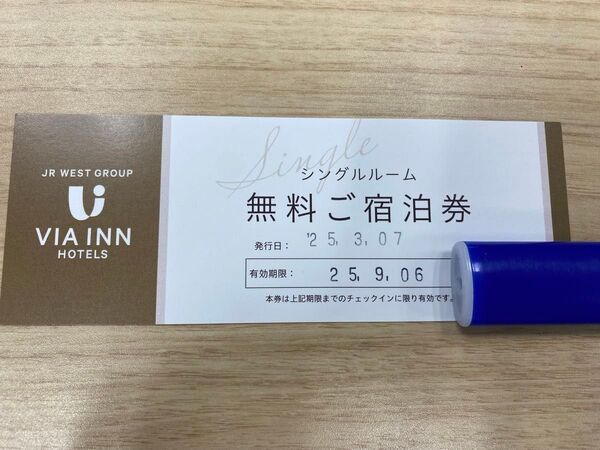 JR WEST GROUP
VIA INN
HOTELS
Single
シングルルーム
無料ご宿泊券
発行日： '25. 3. 07
有効期限： 25. 9. 06
本券は上記期限までのチェックインに限り有効です。